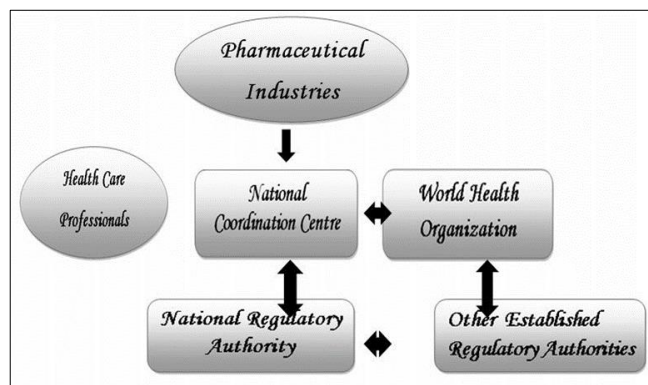 Pharmaceutical
Industries
Health Care
Professionals
National
Coordination Centre
World Health
Organization
National Regulatory
Authority
Other Established
Regulatory Authorities